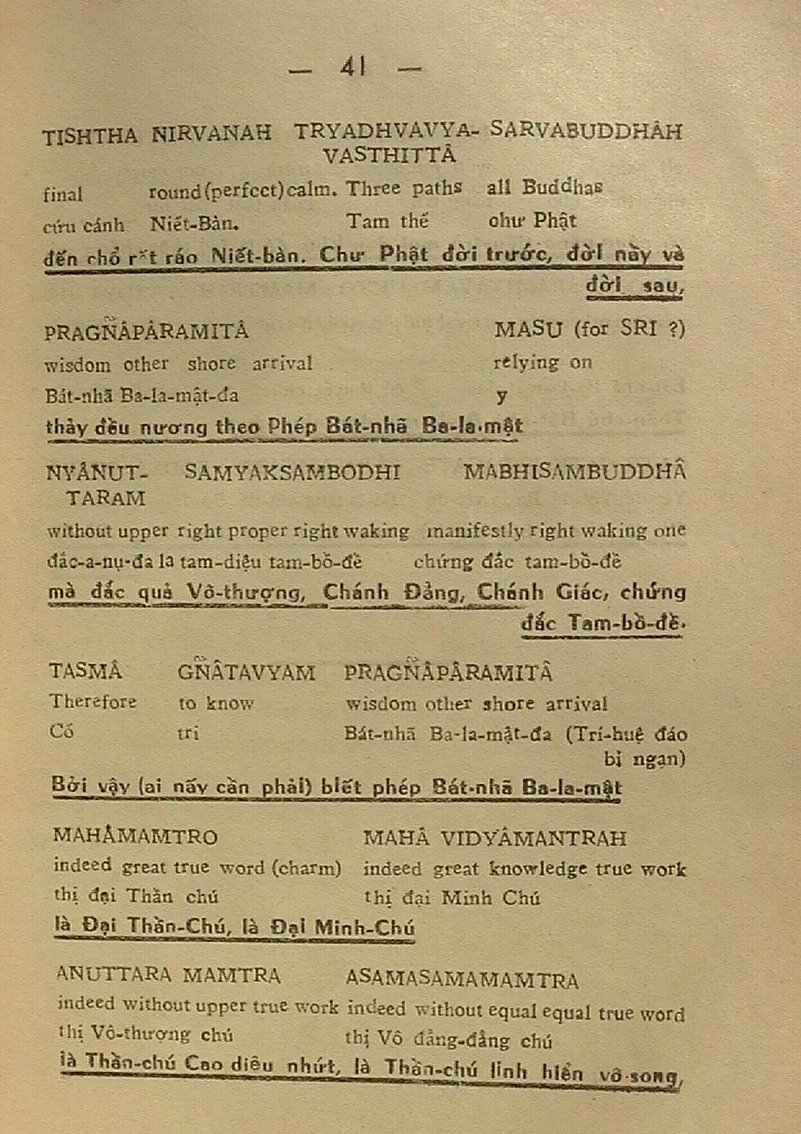 — 41 —
TISHTHA NIRVANAH TRYADHVAVYA- SARVABUDDHÂH
VASTHITTÂ
final round(perfect)calm. Three paths all Buddhas
cứu cánh Niết-Bàn. Tam thế chư Phật
đến chổ rốt ráo Niết-bàn. Chư Phật đời trước, đời nầy và
đời sau,
PRAGÑÂPÂRAMITÂ MASU (for SRI ?)
wisdom other shore arrival relying on
Bát-nhã Ba-la-mật-đa y
thảy đều nương theo Phép Bát-nhã Ba-la-mật
NYÂNUT- SAMYAKSAMBODHI MABHISAMBUDDHÂ
TARAM
without upper right proper right waking manifestly right waking one
đắc-a-nụ-đa la tam-diệu tam-bồ-đề chứng đắc tam-bồ-đề
mà đắc quả Vô-thượng, Chánh Đẳng, Chánh Giác, chứng
đắc Tam-bồ-đề.
TASMÂ GÑÂTAVYAM PRAGÑÂPÂRAMITÂ
Therefore to know wisdom other shore arrival
Cố tri Bát-nhã Ba-la-mật-đa (Trí-huệ đáo
bỉ ngạn)
Bởi vậy (ai nấy cần phải) biết phép Bát-nhã Ba-la-mật
MAHÂMAMTRO MAHÂ VIDYÂMANTRAH
indeed great true word (charm) indeed great knowledge true work
thị đại Thần chú thị đại Minh Chú
là Đại Thần-Chú, là Đại Minh-Chú
ANUTTARA MAMTRA ASAMASAMAMAMTRA
indeed without upper true work indeed without equal equal true word
thị Vô-thượng chú thị Vô đẳng-đẳng chú
là Thần-chú Cao diệu nhứt, là Thần-chú linh hiển vô-song,